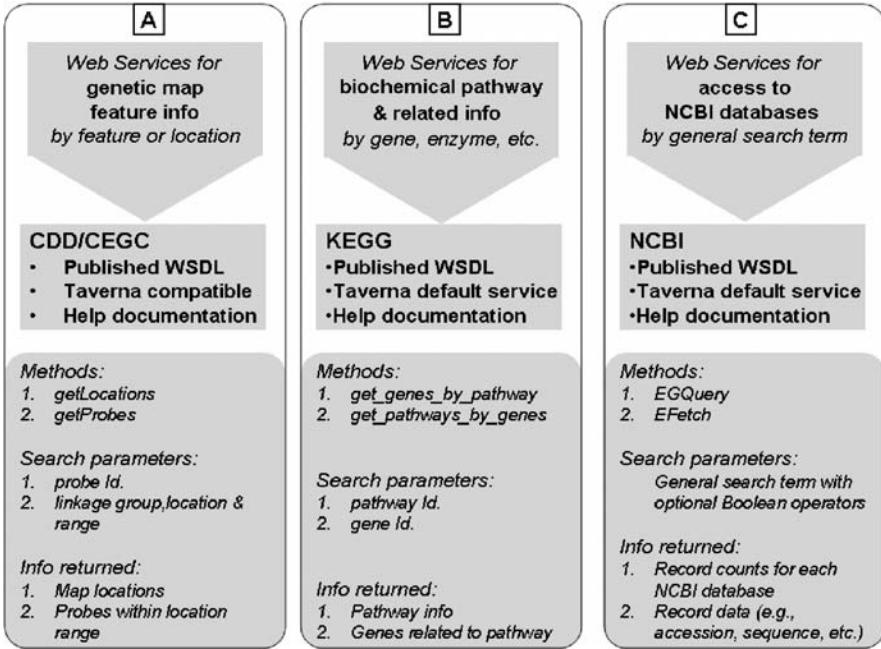 A
Web Services for
genetic map
feature info
by feature or location
CDD/CEGC
• Published WSDL
• Taverna compatible
• Help documentation
Methods:
1. getLocations
2. getProbes
Search parameters:
1. probe Id.
2. linkage group,location &
range
Info returned:
1. Map locations
2. Probes within location
range
B
Web Services for
biochemical pathway
& related info
by gene, enzyme, etc.
KEGG
•Published WSDL
•Taverna default service
•Help documentation
Methods:
1. get_genes_by_pathway
2. get_pathways_by_genes
Search parameters:
1. pathway Id.
2. gene Id.
Info returned:
1. Pathway info
2. Genes related to pathway
C
Web Services for
access to
NCBI databases
by general search term
NCBI
•Published WSDL
•Taverna default service
•Help documentation
Methods:
1. EGQuery
2. EFetch
Search parameters:
General search term with
optional Boolean operators
Info returned:
1. Record counts for each
NCBI database
2. Record data (e.g.,
accession, sequence, etc.)